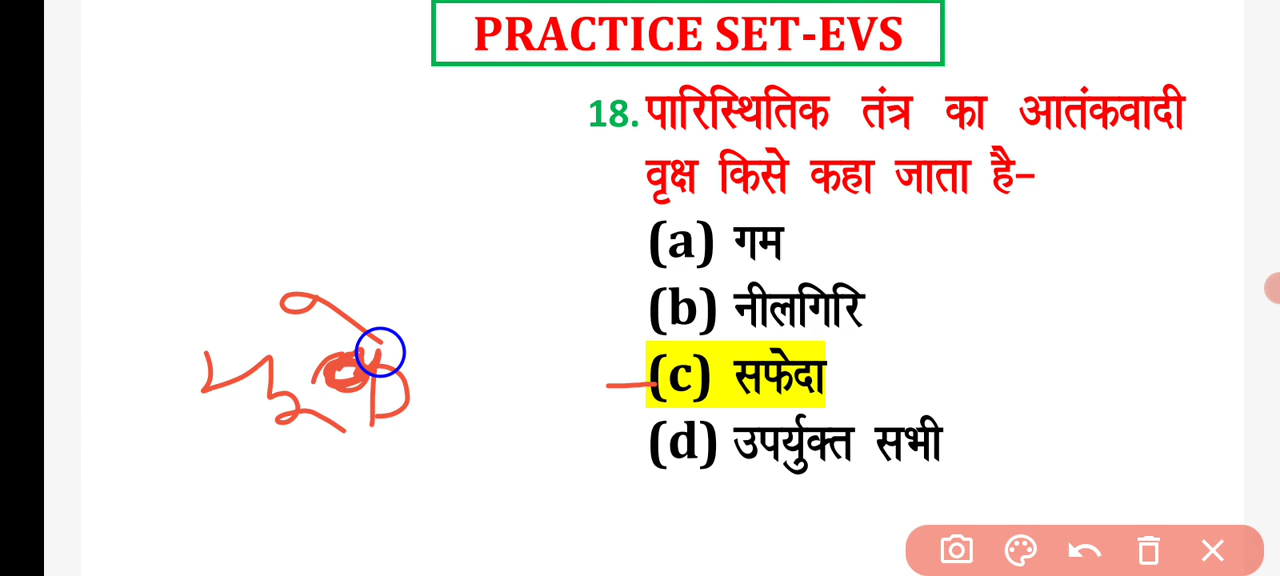 PRACTICE SET-EVS
18. पारिस्थितिक तंत्र का आतंकवादी
वृक्ष किसे कहा जाता है-
(a) गम
(b) नीलगिरि
(c) सफेदा
(d) उपर्युक्त सभी